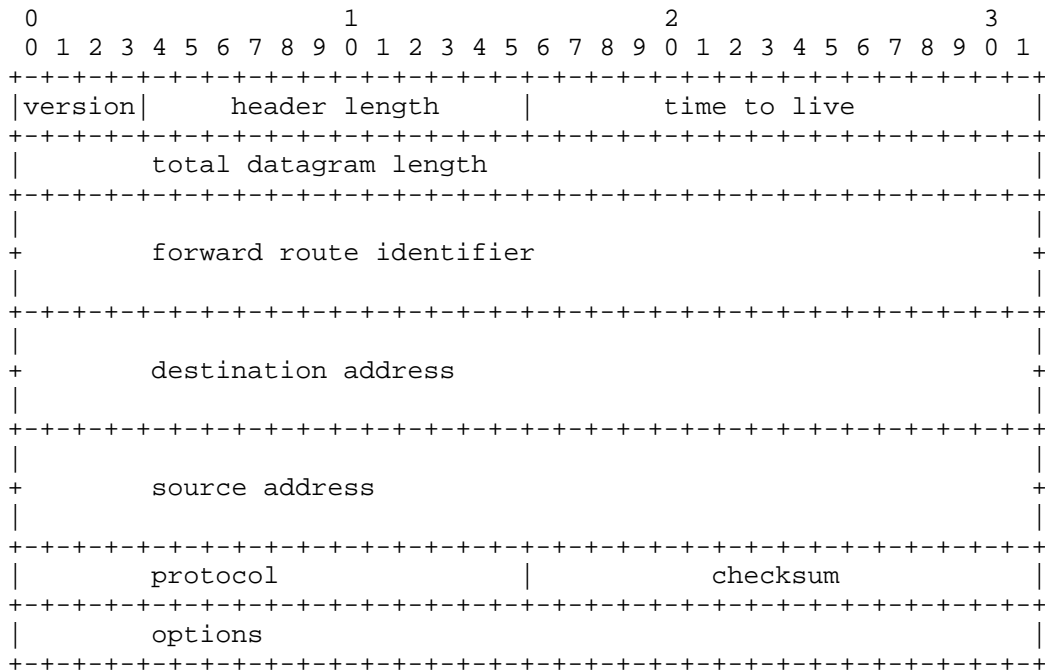 0                   1                   2                   3
 0 1 2 3 4 5 6 7 8 9 0 1 2 3 4 5 6 7 8 9 0 1 2 3 4 5 6 7 8 9 0 1
+-+-+-+-+-+-+-+-+-+-+-+-+-+-+-+-+-+-+-+-+-+-+-+-+-+-+-+-+-+-+-+-+
|version|     header length     |        time to live           |
+-+-+-+-+-+-+-+-+-+-+-+-+-+-+-+-+-+-+-+-+-+-+-+-+-+-+-+-+-+-+-+-+
|        total datagram length                                  |
+-+-+-+-+-+-+-+-+-+-+-+-+-+-+-+-+-+-+-+-+-+-+-+-+-+-+-+-+-+-+-+-+
|                                                               |
+        forward route identifier                               +
|                                                               |
+-+-+-+-+-+-+-+-+-+-+-+-+-+-+-+-+-+-+-+-+-+-+-+-+-+-+-+-+-+-+-+-+
|                                                               |
+        destination address                                    +
|                                                               |
+-+-+-+-+-+-+-+-+-+-+-+-+-+-+-+-+-+-+-+-+-+-+-+-+-+-+-+-+-+-+-+-+
|                                                               |
+        source address                                         +
|                                                               |
+-+-+-+-+-+-+-+-+-+-+-+-+-+-+-+-+-+-+-+-+-+-+-+-+-+-+-+-+-+-+-+-+
|        protocol               |           checksum            |
+-+-+-+-+-+-+-+-+-+-+-+-+-+-+-+-+-+-+-+-+-+-+-+-+-+-+-+-+-+-+-+-+
|        options                                                |
+-+-+-+-+-+-+-+-+-+-+-+-+-+-+-+-+-+-+-+-+-+-+-+-+-+-+-+-+-+-+-+-+